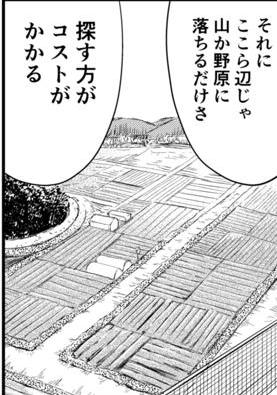 それに
ここら辺じゃ
山か野原に
落ちるだけさ
探す方が
コストが
かかる